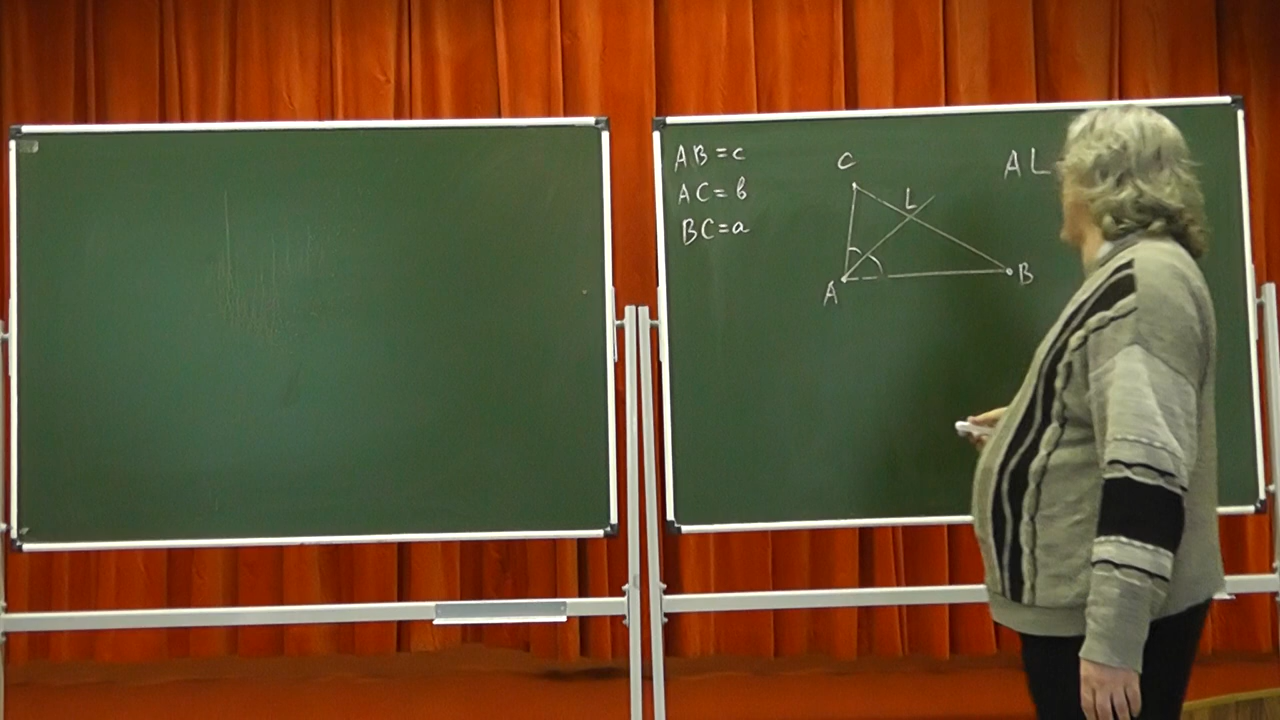 AB = c
AC = b
BC = a
C
L
A
B
AL